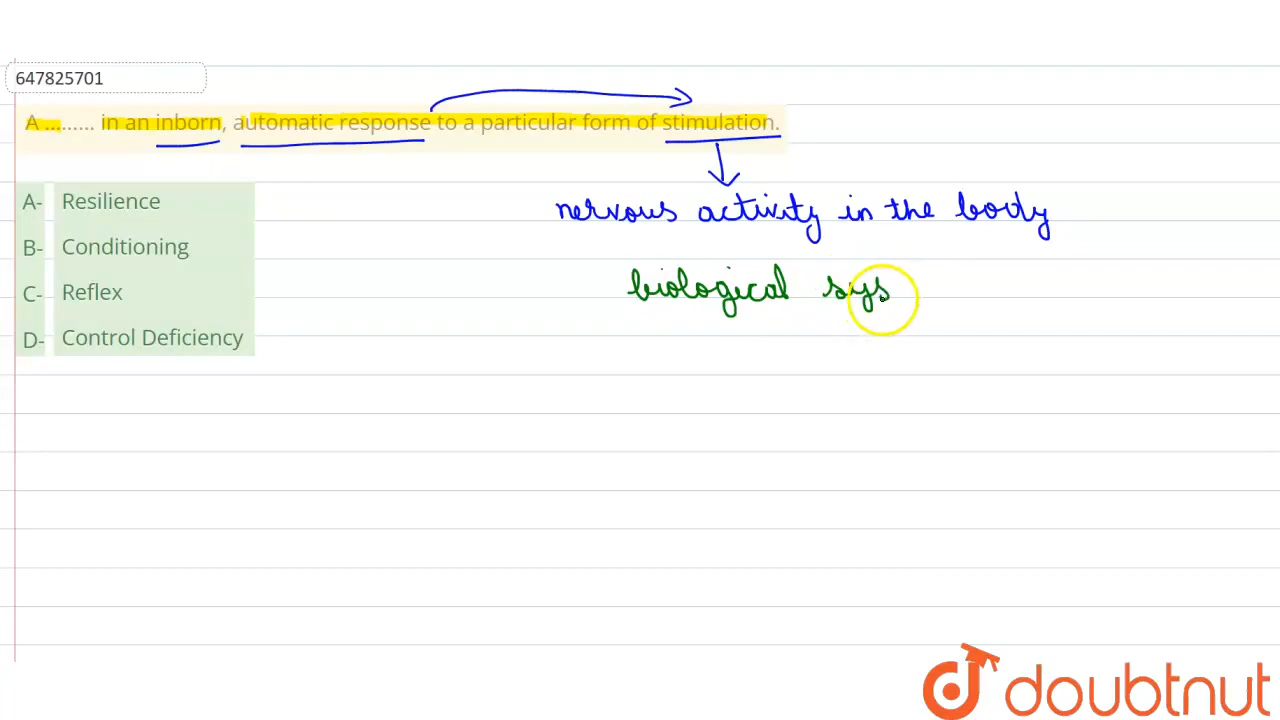 647825701
A ......... in an inborn, automatic response to a particular form of stimulation.
nervous activity in the body
A- Resilience
B- Conditioning
C- Reflex
D- Control Deficiency
biological sys
doubtnut